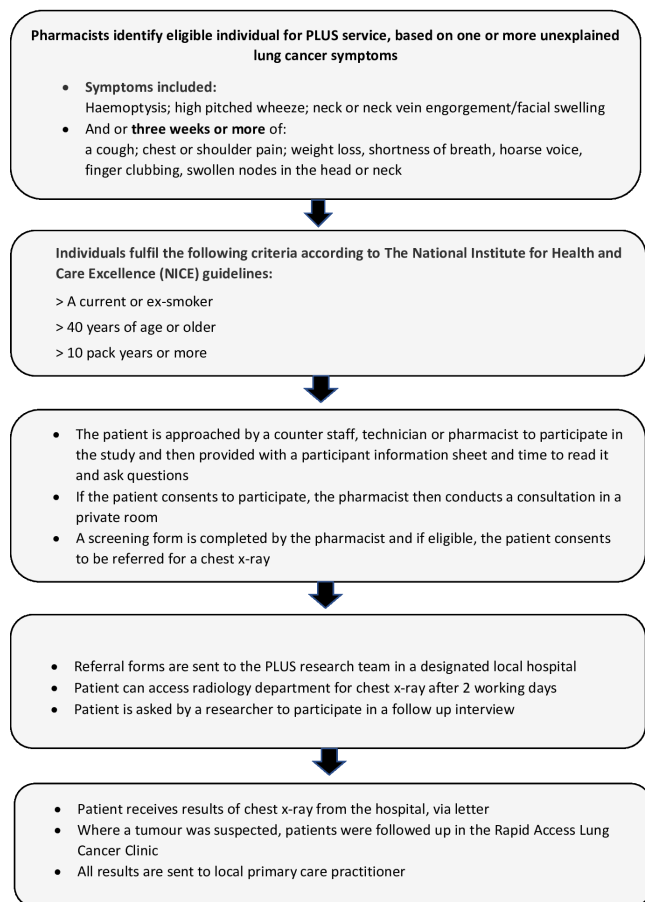 Pharmacists identify eligible individual for PLUS service, based on one or more unexplained
lung cancer symptoms
• Symptoms included:
Haemoptysis; high pitched wheeze; neck or neck vein engorgement/facial swelling
• And or three weeks or more of:
a cough; chest or shoulder pain; weight loss, shortness of breath, hoarse voice,
finger clubbing, swollen nodes in the head or neck
Individuals fulfil the following criteria according to The National Institute for Health and
Care Excellence (NICE) guidelines:
> A current or ex-smoker
> 40 years of age or older
> 10 pack years or more
• The patient is approached by a counter staff, technician or pharmacist to participate in
the study and then provided with a participant information sheet and time to read it
and ask questions
• If the patient consents to participate, the pharmacist then conducts a consultation in a
private room
• A screening form is completed by the pharmacist and if eligible, the patient consents
to be referred for a chest x-ray
• Referral forms are sent to the PLUS research team in a designated local hospital
• Patient can access radiology department for chest x-ray after 2 working days
• Patient is asked by a researcher to participate in a follow up interview
• Patient receives results of chest x-ray from the hospital, via letter
• Where a tumour was suspected, patients were followed up in the Rapid Access Lung
Cancer Clinic
• All results are sent to local primary care practitioner